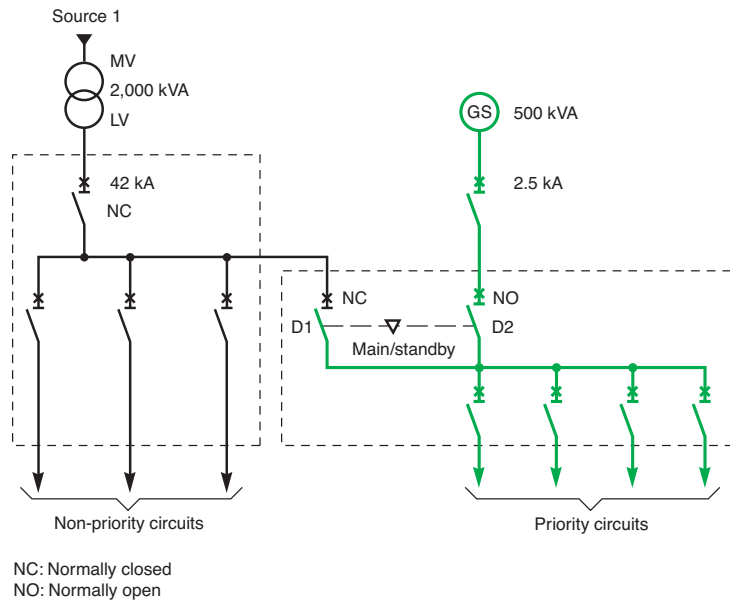 Source 1
MV
2,000 kVA
LV
GS
500 kVA
42 kA
NC
2.5 kA
NC
NO
D1
D2
Main/standby
Non-priority circuits
Priority circuits
NC: Normally closed
NO: Normally open